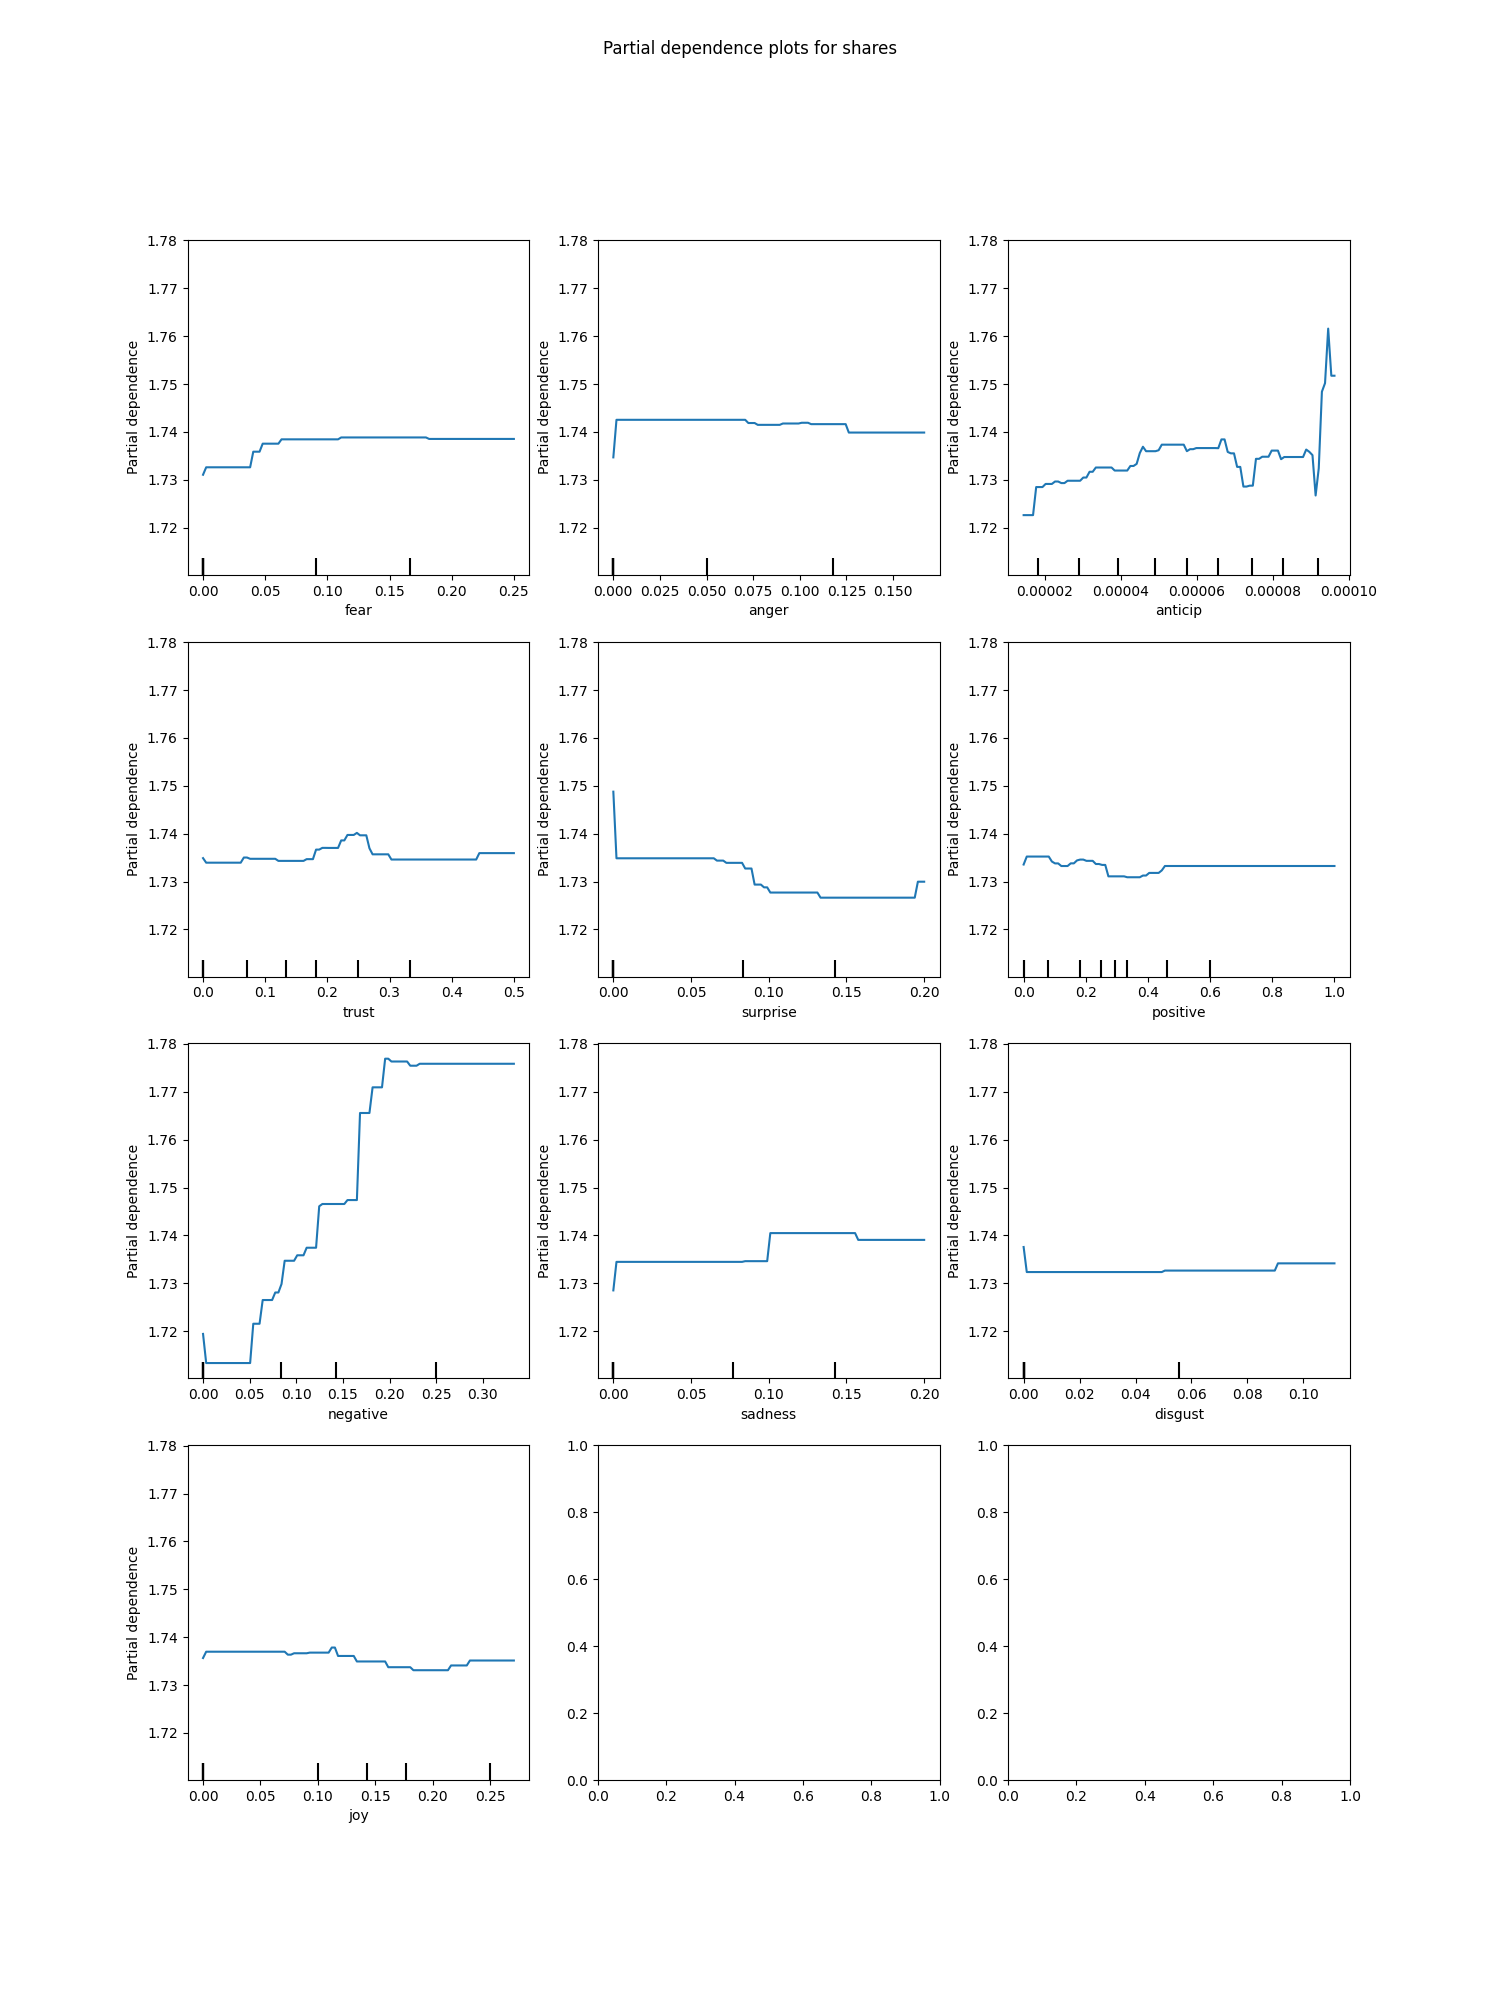 Partial dependence plots for shares
1.78 1.78 1.78
1.77 1.77 1.77
1.76 1.76 1.76
1.75 1.75 1.75
1.74 1.74 1.74
1.73 1.73 1.73
1.72 1.72 1.72
Partial dependence Partial dependence Partial dependence
0.00 0.05 0.10 0.15 0.20 0.25 0.000 0.025 0.050 0.075 0.100 0.125 0.150 0.00002 0.00004 0.00006 0.00008 0.00010
fear anger anticip
1.78 1.78 1.78
1.77 1.77 1.77
1.76 1.76 1.76
1.75 1.75 1.75
1.74 1.74 1.74
1.73 1.73 1.73
1.72 1.72 1.72
Partial dependence Partial dependence Partial dependence
0.0 0.1 0.2 0.3 0.4 0.5 0.00 0.05 0.10 0.15 0.20 0.0 0.2 0.4 0.6 0.8 1.0
trust surprise positive
1.78 1.78 1.78
1.77 1.77 1.77
1.76 1.76 1.76
1.75 1.75 1.75
1.74 1.74 1.74
1.73 1.73 1.73
1.72 1.72 1.72
Partial dependence Partial dependence Partial dependence
0.00 0.05 0.10 0.15 0.20 0.25 0.30 0.00 0.05 0.10 0.15 0.20 0.00 0.02 0.04 0.06 0.08 0.10
negative sadness disgust
1.78
1.77
1.76
1.75
1.74
1.73
1.72
Partial dependence
0.00 0.05 0.10 0.15 0.20 0.25
joy
1.0 1.0
0.8 0.8
0.6 0.6
0.4 0.4
0.2 0.2
0.0 0.0
0.0 0.2 0.4 0.6 0.8 1.0 0.0 0.2 0.4 0.6 0.8 1.0